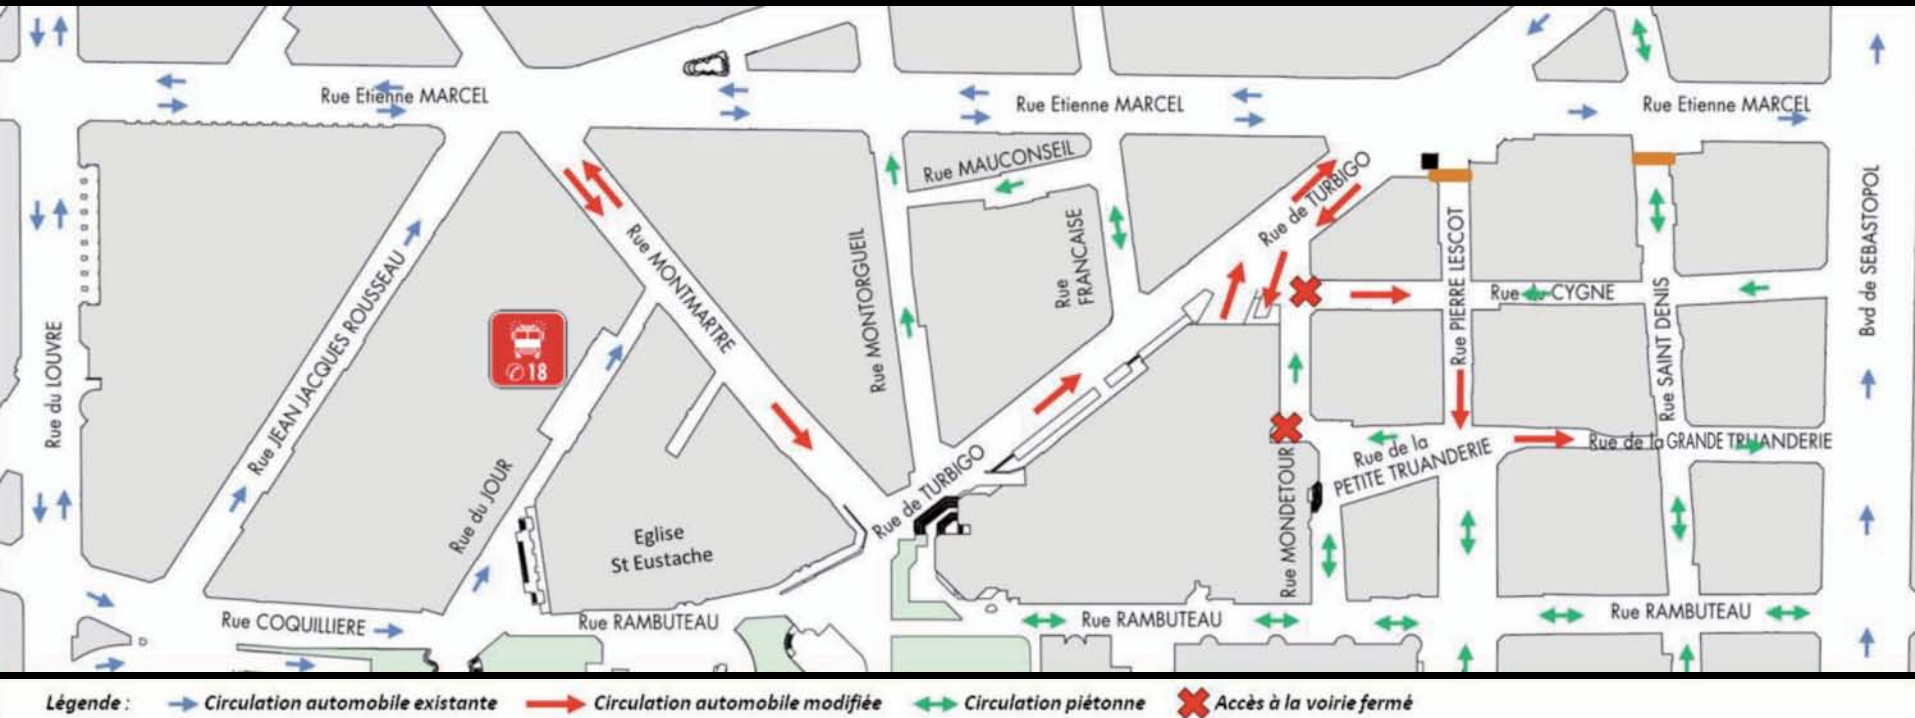 Rue Etienne MARCEL
Rue Etienne MARCEL
Rue Etienne MARCEL
Rue MAUCONSEIL
Rue de TURBIGO
Rue MONTMARTRE
Rue MONTORGUEIL
Rue
FRANCAISE
Rue PIERRE LESCOT
Bvd de SEBASTOPOL
Rue du LOUVRE
Rue JEAN JACQUES ROUSSEAU
18
Rue du CYGNE
Rue SAINT DENIS
Rue de la
PETITE TRUANDERIE
Rue de la GRANDE TRUANDERIE
Rue du JOUR
Rue de TURBIGO
Rue MONDETOUR
Eglise
St Eustache
Rue COQUILLIERE
Rue RAMBUTEAU
Rue RAMBUTEAU
Rue RAMBUTEAU
Légende :
Circulation automobile existante
Circulation automobile modifiée
Circulation piétonne
Accès à la voirie fermé